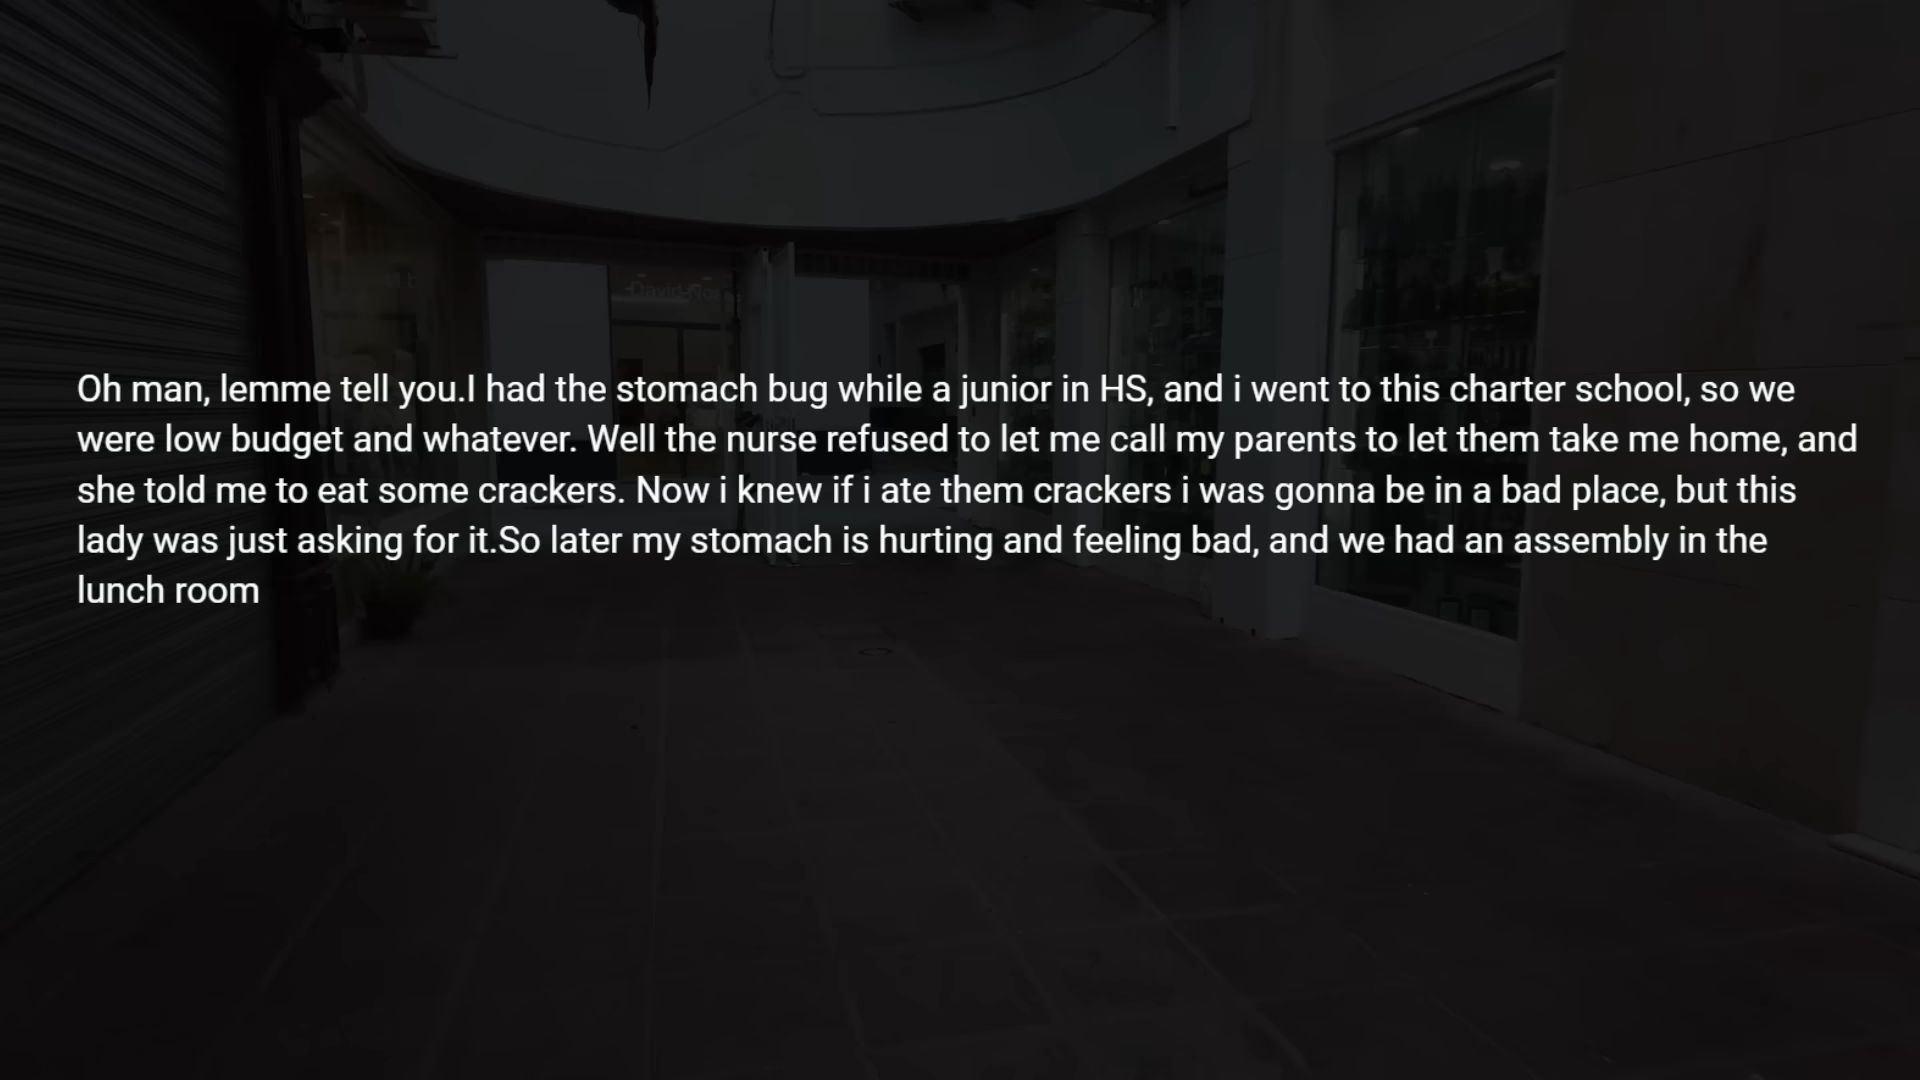 Oh man, lemme tell you.I had the stomach bug while a junior in HS, and i went to this charter school, so we
were low budget and whatever. Well the nurse refused to let me call my parents to let them take me home, and
she told me to eat some crackers. Now i knew if i ate them crackers i was gonna be in a bad place, but this
lady was just asking for it.So later my stomach is hurting and feeling bad, and we had an assembly in the
lunch room